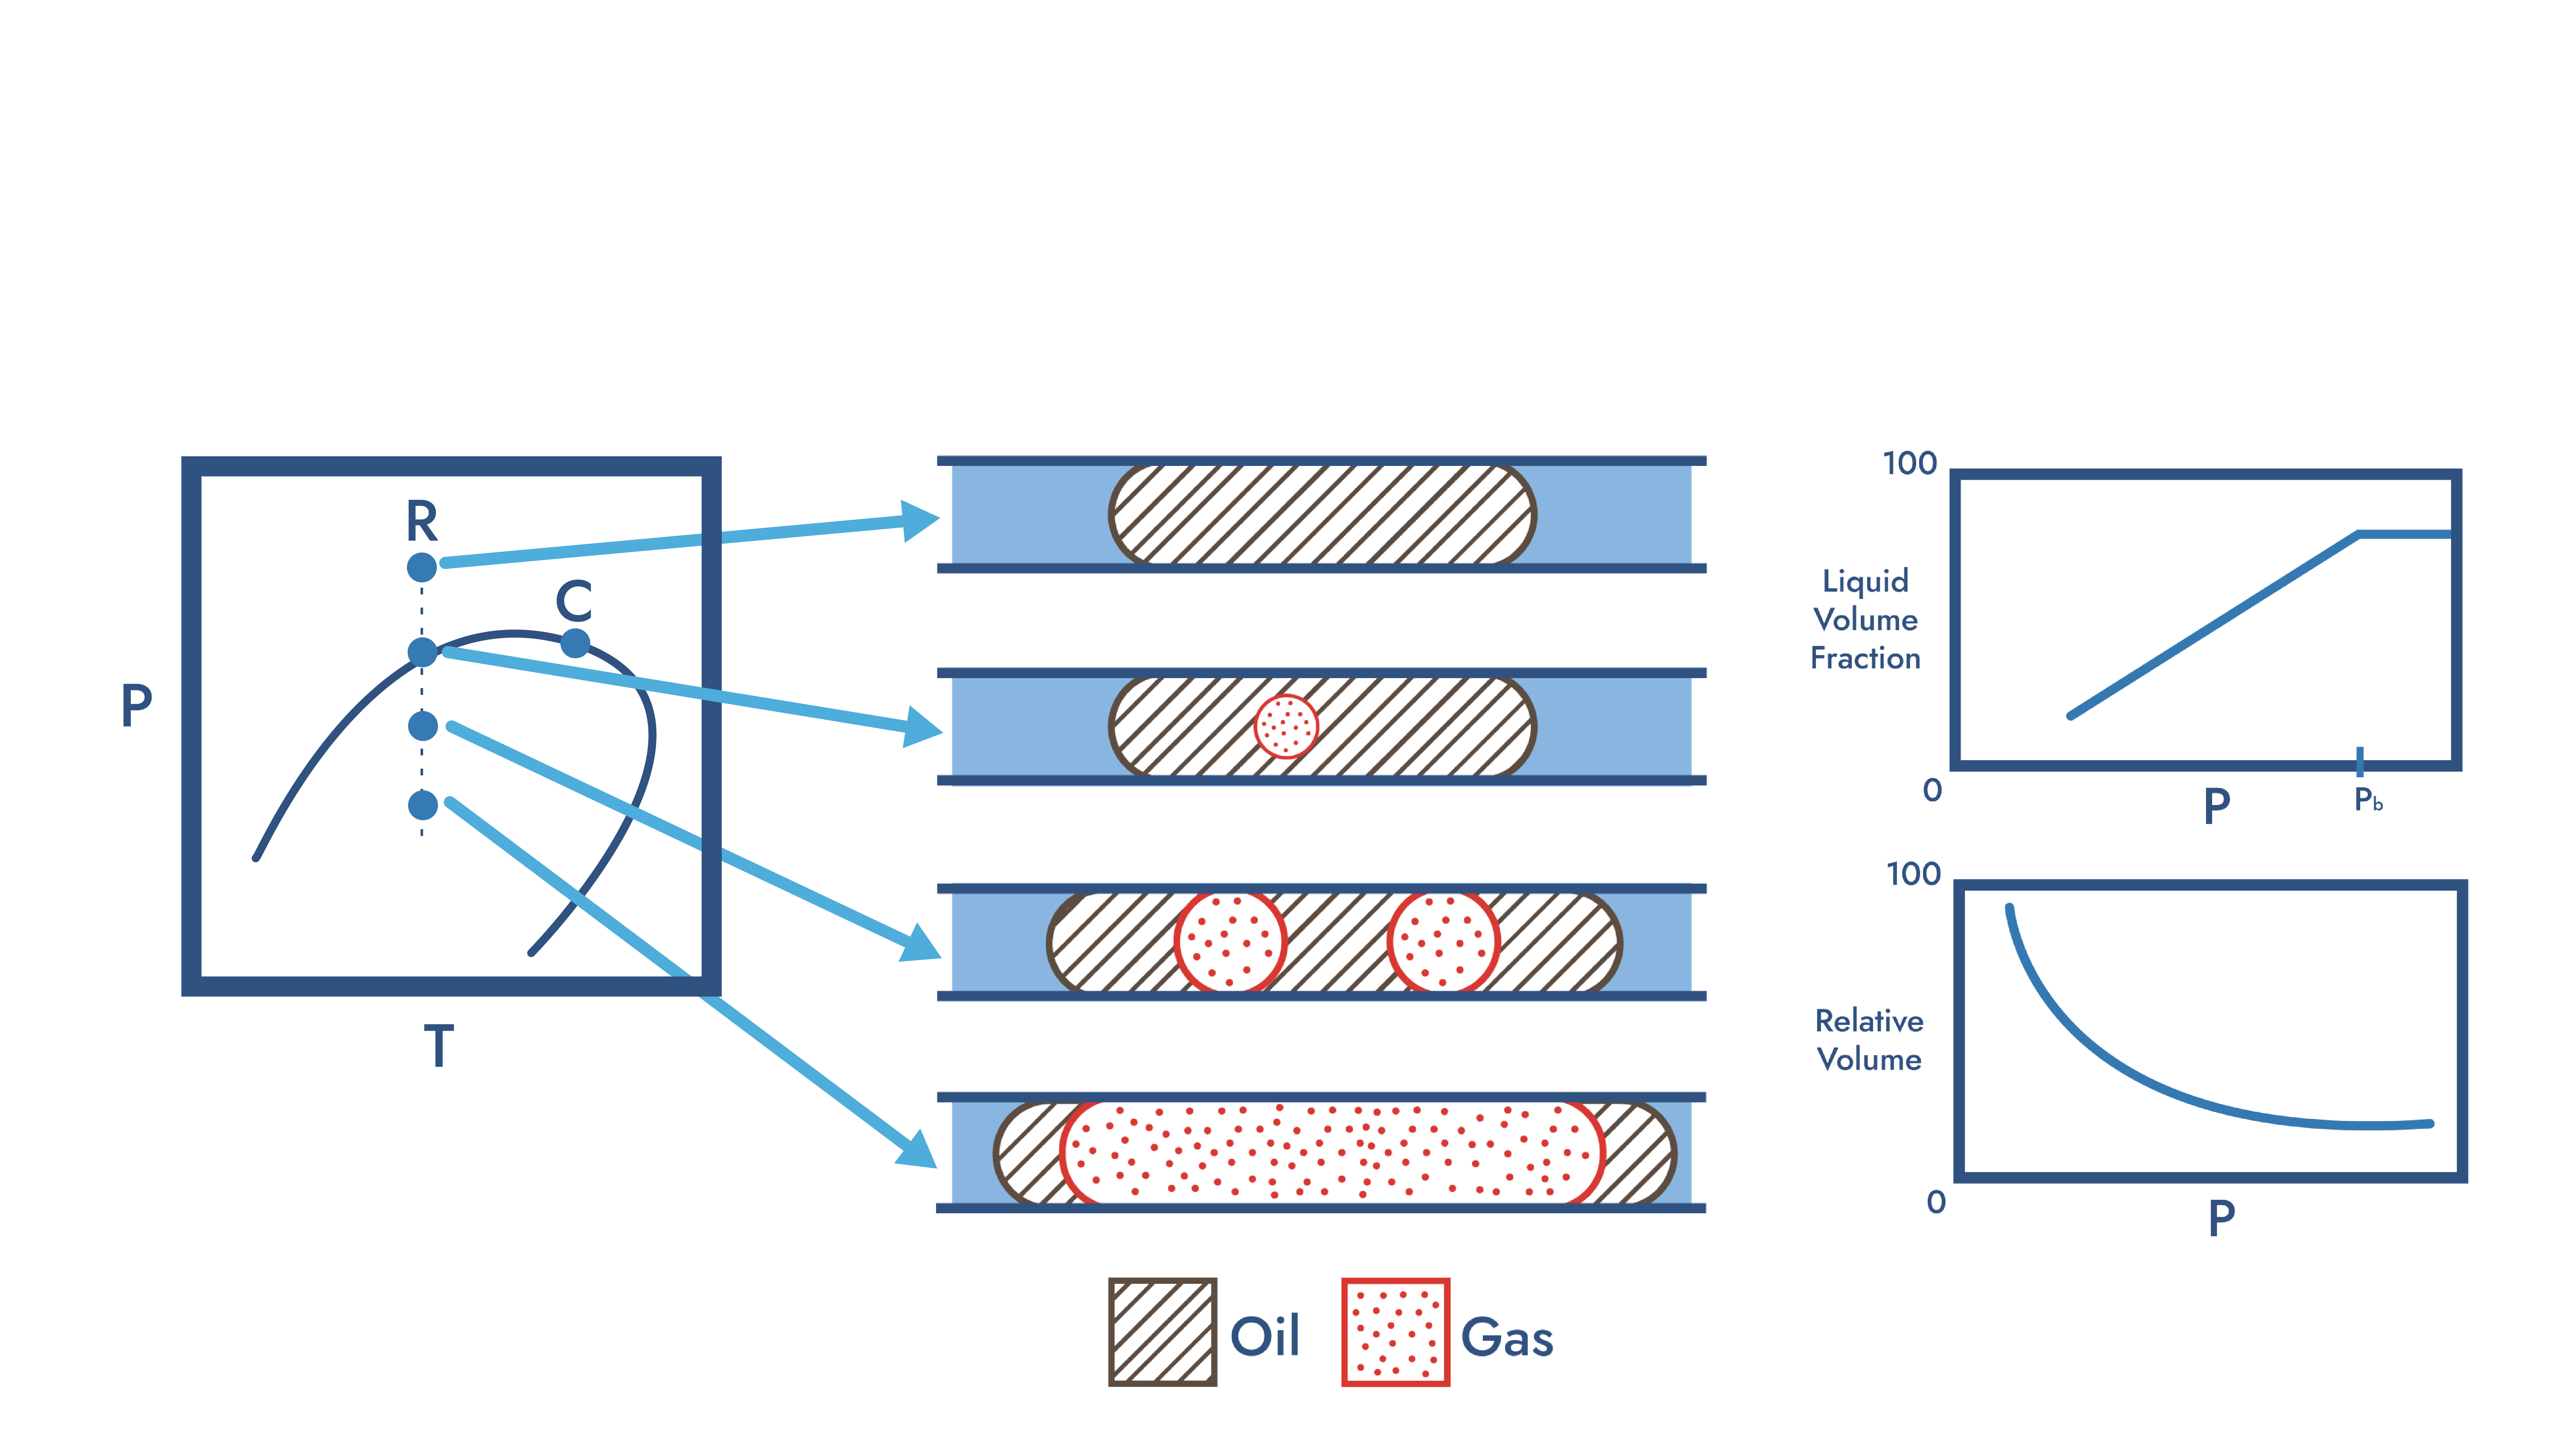 R
C
P
T
100
Liquid
Volume
Fraction
0
P
Pb
100
Relative
Volume
0
P
Oil
Gas